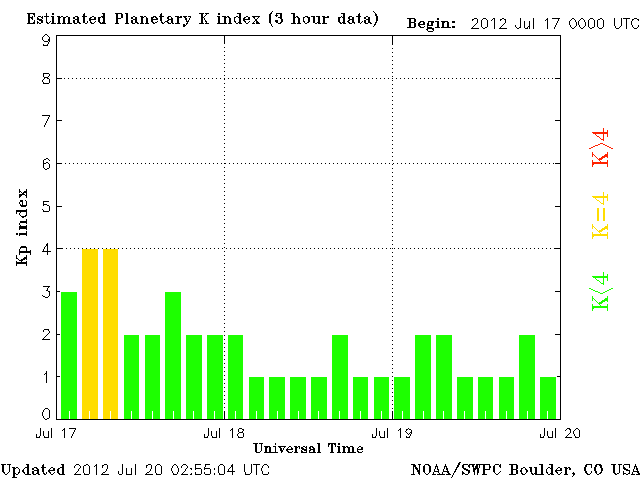 Estimated Planetary K index (3 hour data)
Begin: 2012 Jul 17 0000 UTC
9
8
7
6
5
4
3
2
1
0
Kp index
Jul 17
Jul 18
Jul 19
Jul 20
Universal Time
K>4
K=4
K<4
Updated 2012 Jul 20 02:55:04 UTC
NOAA/SWPC Boulder, CO USA